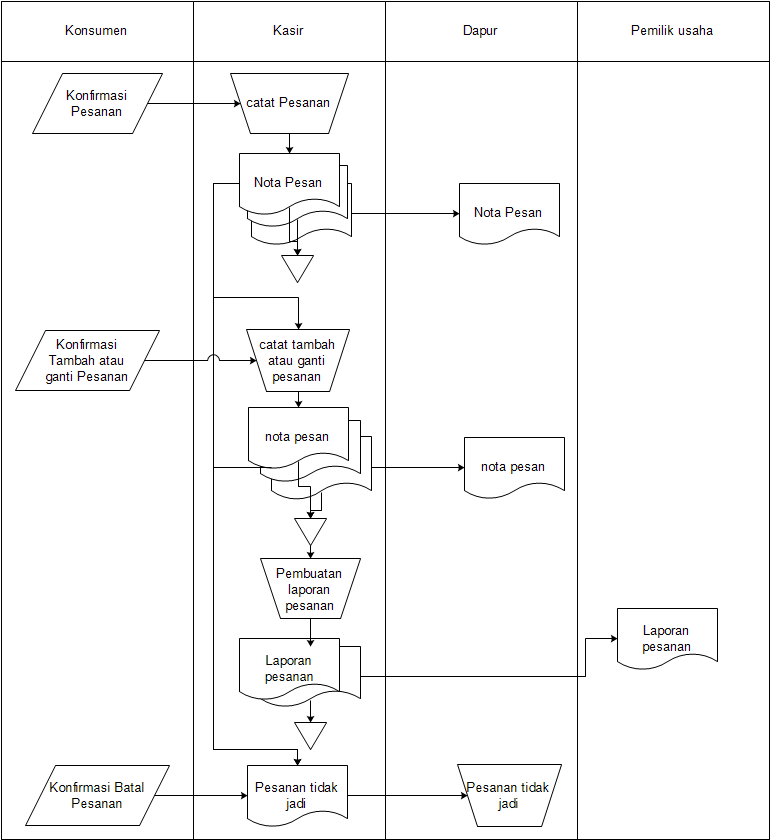 Konsumen
Kasir
Dapur
Pemilik usaha
Konfirmasi
Pesanan
catat Pesanan
Nota Pesan
Nota Pesan
Konfirmasi
Tambah atau
ganti Pesanan
catat tambah
atau ganti
pesanan
nota pesan
nota pesan
Pembuatan
laporan
pesanan
Laporan
pesanan
Laporan
pesanan
Konfirmasi Batal
Pesanan
Pesanan tidak
jadi
Pesanan tidak
jadi